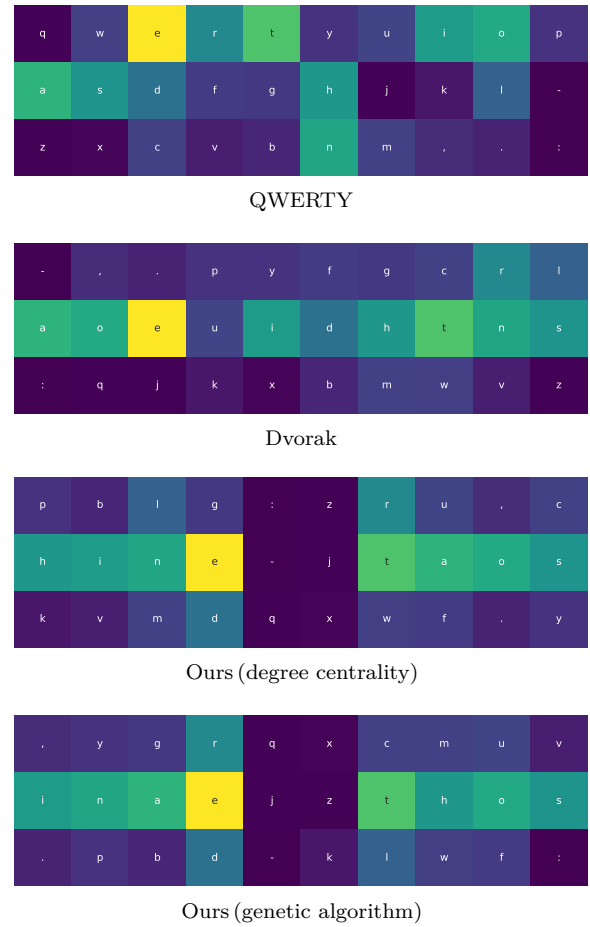 q w e r t y u i o p
a s d f g h j k l -
z x c v b n m , . :
QWERTY
- , . p y f g c r l
a o e u i d h t n s
: q j k x b m w v z
Dvorak
p b l g : z r u , c
h i n e - j t a o s
k v m d q x w f . y
Ours (degree centrality)
, y g r q x c m u v
i n a e j z t h o s
. p b d - k l w f :
Ours (genetic algorithm)